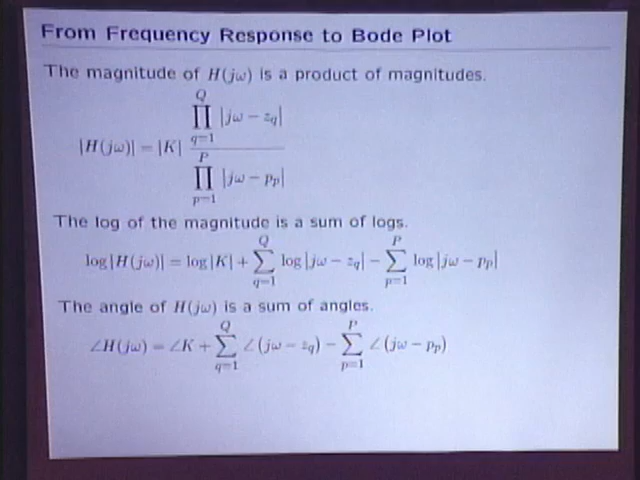 From Frequency Response to Bode Plot
The magnitude of H(jω) is a product of magnitudes.
|H(jω)| = |K| ∏_{q=1}^{Q} |jω − z_q| / ∏_{p=1}^{P} |jω − p_p|
The log of the magnitude is a sum of logs.
log|H(jω)| = log|K| + ∑_{q=1}^{Q} log|jω − z_q| − ∑_{p=1}^{P} log|jω − p_p|
The angle of H(jω) is a sum of angles.
∠H(jω) = ∠K + ∑_{q=1}^{Q} ∠(jω − z_q) − ∑_{p=1}^{P} ∠(jω − p_p)